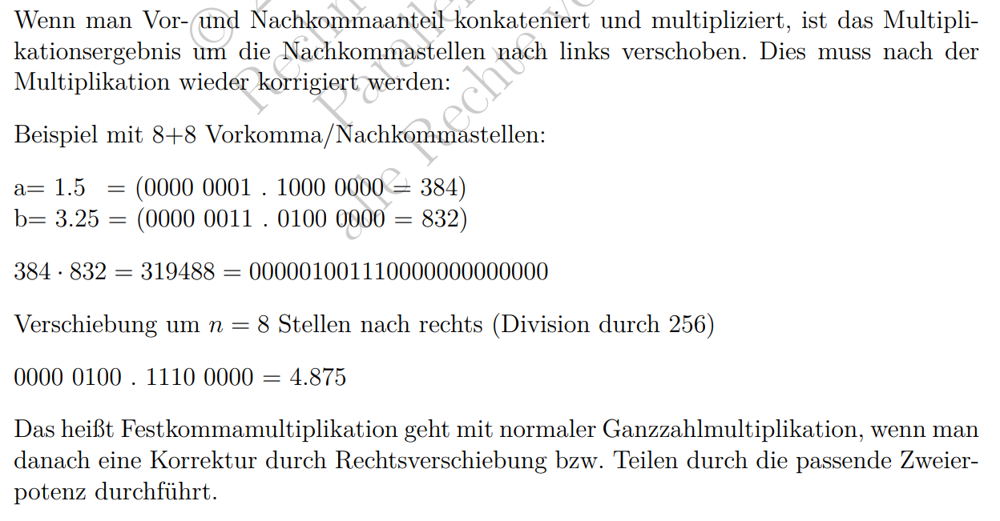 Wenn man Vor- und Nachkommaanteil konkateniert und multipliziert, ist das Multipli-
kationsergebnis um die Nachkommastellen nach links verschoben. Dies muss nach der
Multiplikation wieder korrigiert werden:
Beispiel mit 8+8 Vorkomma/Nachkommastellen:
a= 1.5 = (0000 0001 . 1000 0000 = 384)
b= 3.25 = (0000 0011 . 0100 0000 = 832)
384 · 832 = 319488 = 000001001110000000000000
Verschiebung um n = 8 Stellen nach rechts (Division durch 256)
0000 0100 . 1110 0000 = 4.875
Das heißt Festkommamultiplikation geht mit normaler Ganzzahlmultiplikation, wenn man
danach eine Korrektur durch Rechtsverschiebung bzw. Teilen durch die passende Zweier-
potenz durchführt.
©
alle Rechte